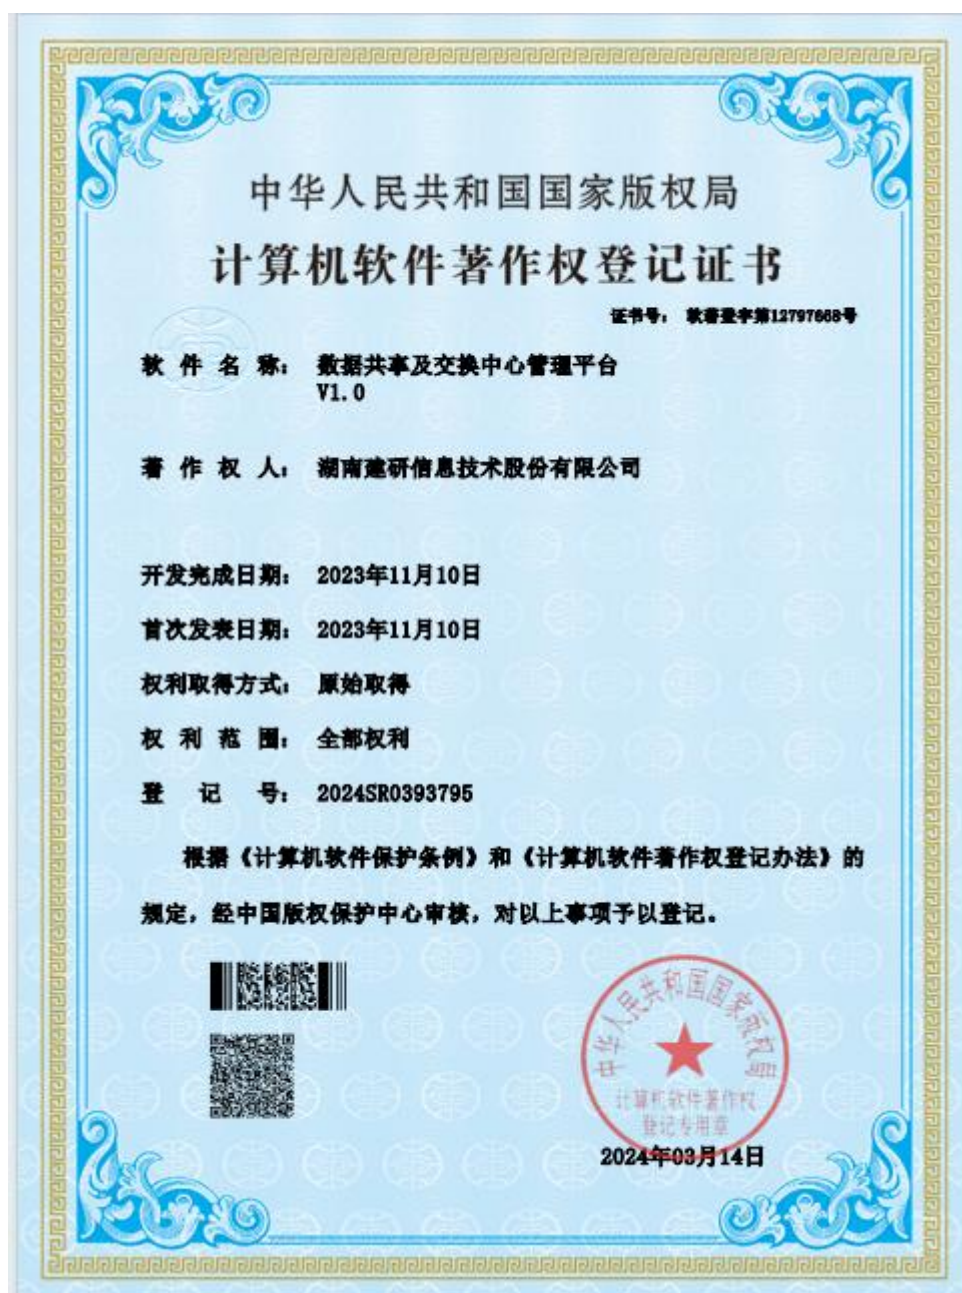 中华人民共和国国家版权局
计算机软件著作权登记证书
证书号： 软著登字第12797668号
软件名称： 数据共享及交换中心管理平台
V1.0
著作权人： 湖南建研信息技术股份有限公司
开发完成日期： 2023年11月10日
首次发表日期： 2023年11月10日
权利取得方式： 原始取得
权利范围： 全部权利
登记号： 2024SR0393795
根据《计算机软件保护条例》和《计算机软件著作权登记办法》的
规定，经中国版权保护中心审核，对以上事项予以登记。
中华人民共和国国家版权局
计算机软件著作权
登记专用章
2024年03月14日